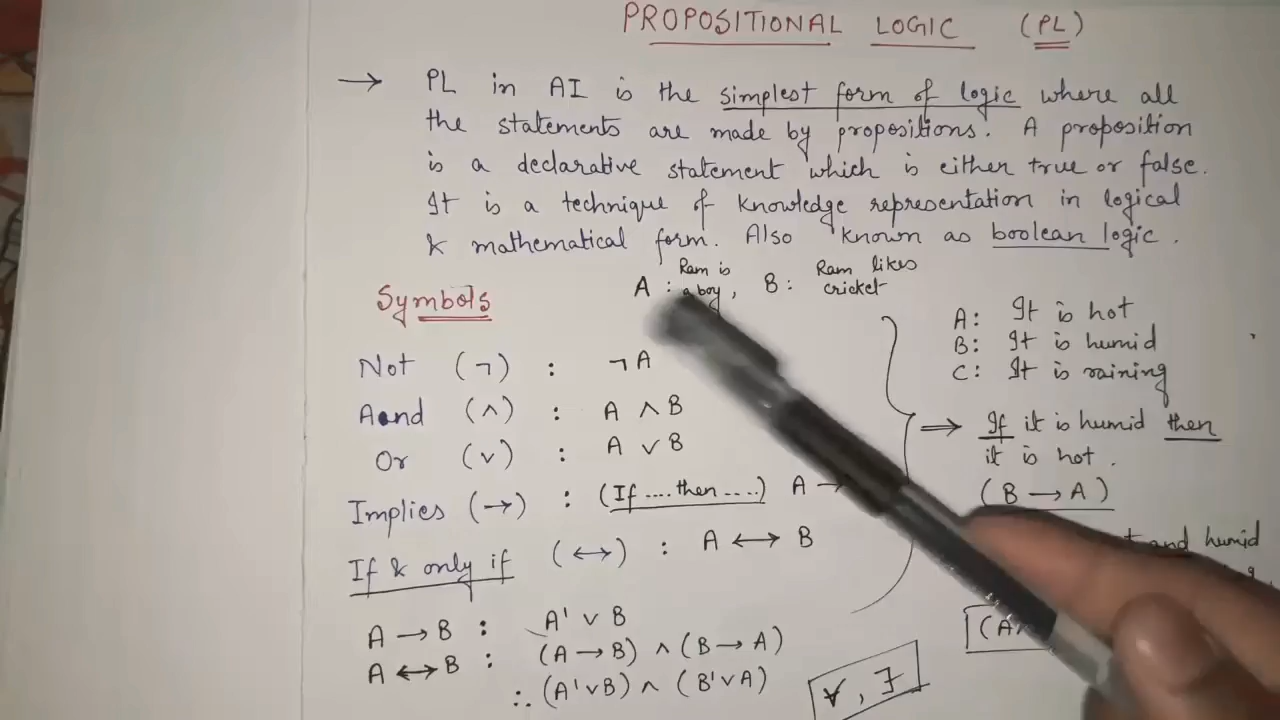 PROPOSITIONAL LOGIC (PL)
→ PL in AI is the simplest form of logic where all
the statements are made by propositions. A proposition
is a declarative statement which is either true or false.
It is a technique of knowledge representation in logical
& mathematical form. Also known as boolean logic.
A : Ram is a boy, B : Ram likes cricket
Symbols
Not (¬) : ¬A
And (∧) : A ∧ B
Or (∨) : A ∨ B
Implies (→) : (If ....then ....) A →
If & only if (↔) : A ↔ B
A → B : A' ∨ B
A ↔ B : (A → B) ∧ (B → A)
∴ (A' ∨ B) ∧ (B' ∨ A)
∀, ∃
A: It is hot
B: It is humid
C: It is raining
⇒ If it is humid then
it is hot.
(B → A)
and humid
(A